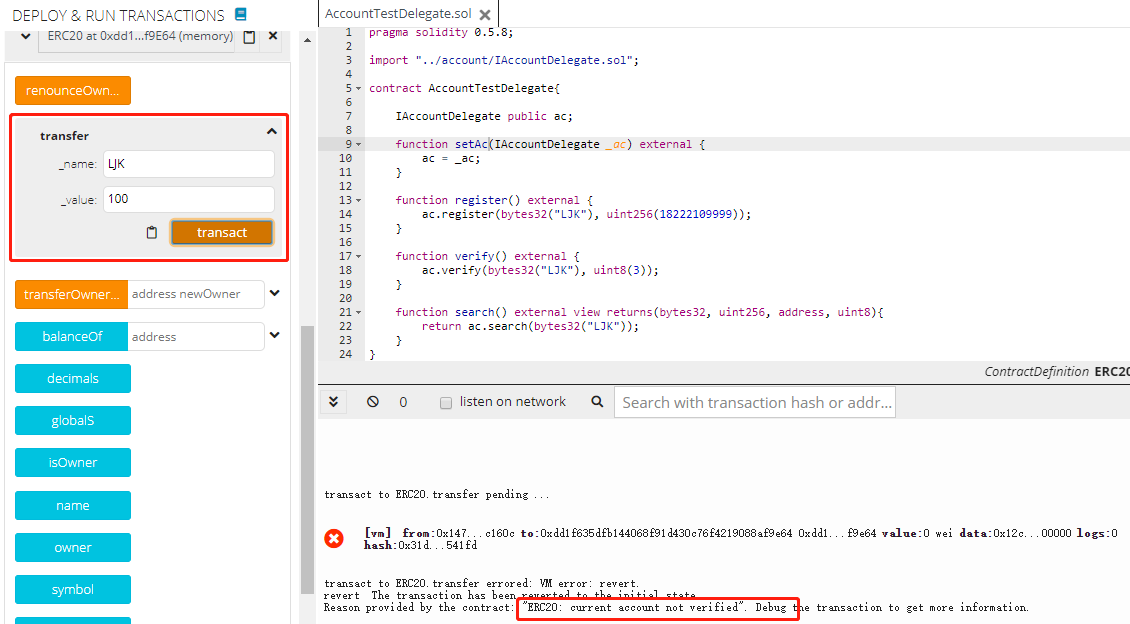 DEPLOY & RUN TRANSACTIONS
ERC20 at 0xdd1...f9E64 (memory)
renounceOwn...
transfer
_name: LJK
_value: 100
transact
transferOwner... address newOwner
balanceOf address
decimals
globalS
isOwner
name
owner
symbol
AccountTestDelegate.sol
1 pragma solidity 0.5.8;
2
3 import "../account/IAccountDelegate.sol";
4
5 contract AccountTestDelegate{
6
7 IAccountDelegate public ac;
8
9 function setAc(IAccountDelegate _ac) external {
10 ac = _ac;
11 }
12
13 function register() external {
14 ac.register(bytes32("LJK"), uint256(18222109999));
15 }
16
17 function verify() external {
18 ac.verify(bytes32("LJK"), uint8(3));
19 }
20
21 function search() external view returns(bytes32, uint256, address, uint8){
22 return ac.search(bytes32("LJK"));
23 }
24 }
ContractDefinition ERC20
0 listen on network Search with transaction hash or addr...
transact to ERC20.transfer pending ...
[vm] from:0x147...c160c to:0xdd1f635dfb144068f91d430c76f4219088af9e64 0xdd1...f9e64 value:0 wei data:0x12c...00000 logs:0
hash:0x31d...541fd
transact to ERC20.transfer errored: VM error: revert.
revert The transaction has been reverted to the initial state.
Reason provided by the contract: "ERC20: current account not verified". Debug the transaction to get more information.